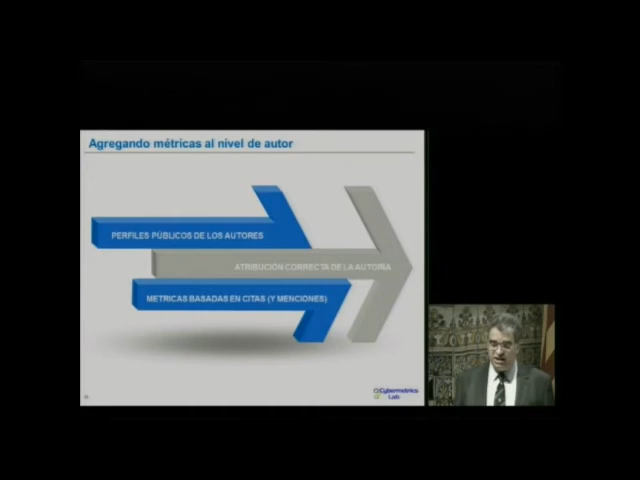 Agregando métricas al nivel de autor
PERFILES PÚBLICOS DE LOS AUTORES
ATRIBUCIÓN CORRECTA DE LA AUTORIA
METRICAS BASADAS EN CITAS (Y MENCIONES)
Cybermetrics
Lab